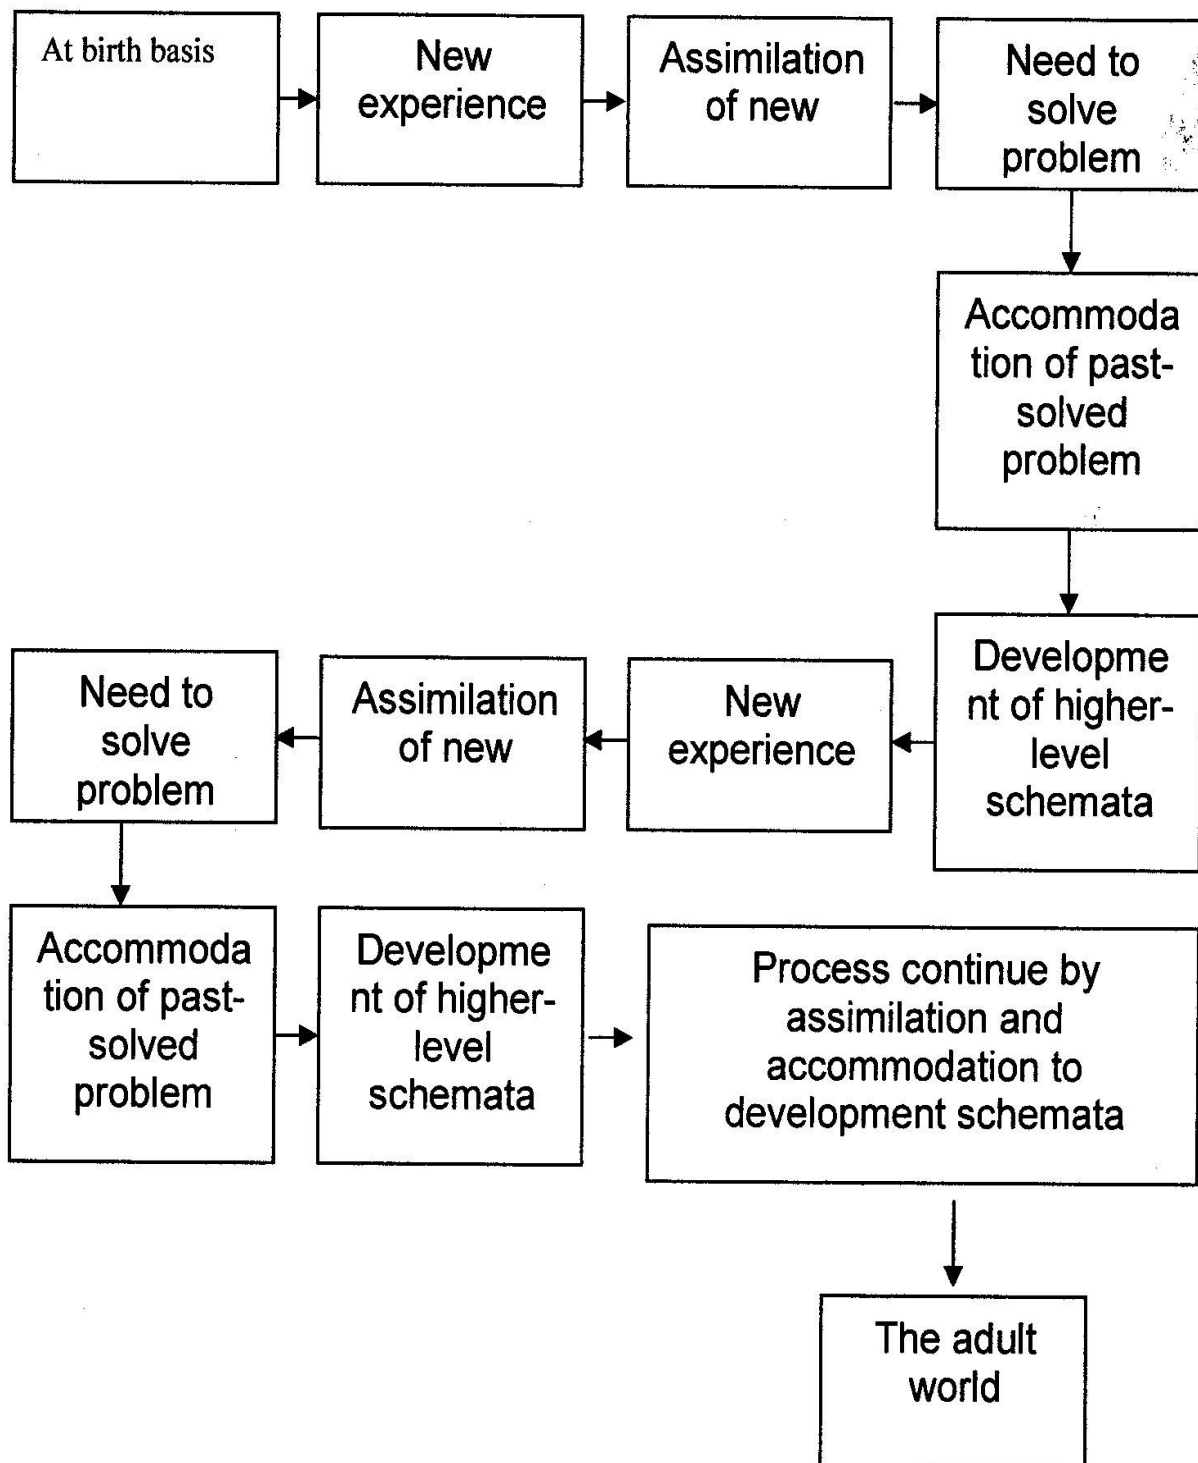 At birth basis
New
experience
Assimilation
of new
Need to
solve
problem
Accommoda
tion of past-
solved
problem
Developme
nt of higher-
level
schemata
New
experience
Assimilation
of new
Need to
solve
problem
Accommoda
tion of past-
solved
problem
Developme
nt of higher-
level
schemata
Process continue by
assimilation and
accommodation to
development schemata
The adult
world